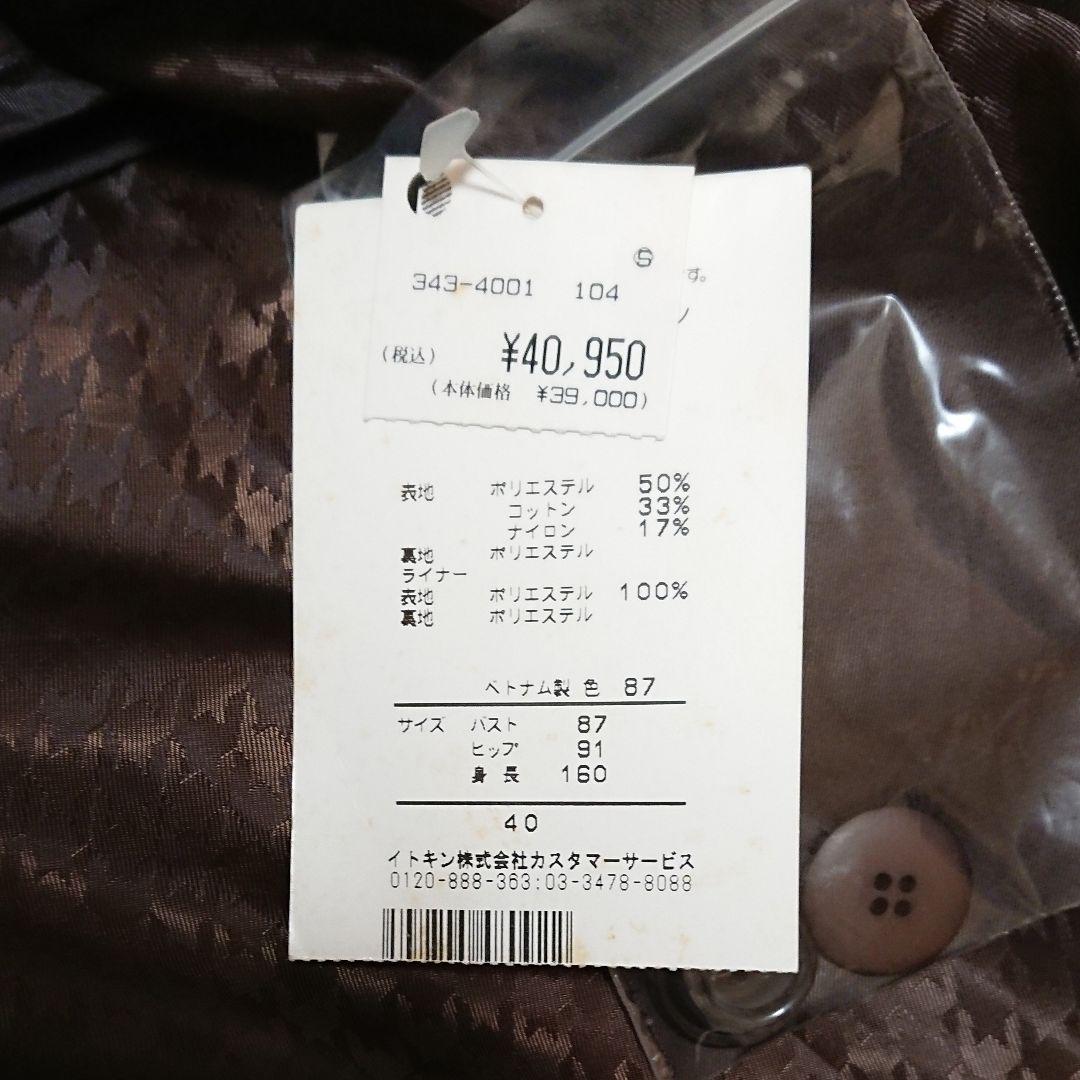 Ⓢ
す。
343-4001 104
(税込) ¥40,950
(本体価格 ¥39,000)
表地 ポリエステル 50%
コットン 33%
ナイロン 17%
裏地 ポリエステル
ライナー
表地 ポリエステル 100%
裏地 ポリエステル
ベトナム製 色 87
サイズ バスト 87
ヒップ 91
身長 160
40
イトキン株式会社カスタマーサービス
0120-888-363:03-3478-8088